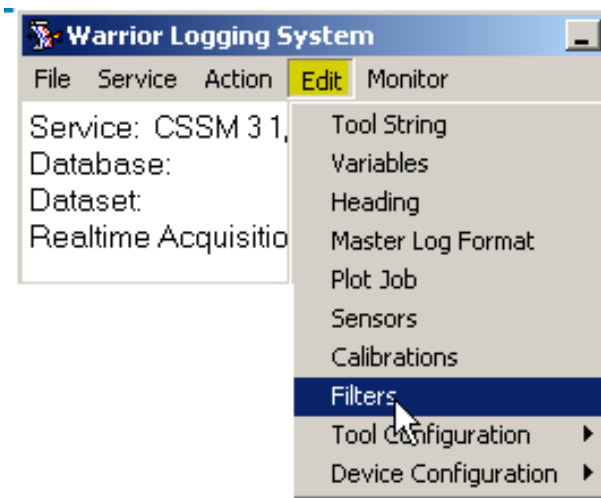 Warrior Logging System
File Service Action Edit Monitor
Service: CSSM 3 1,
Database:
Dataset:
Realtime Acquisitio
Tool String
Variables
Heading
Master Log Format
Plot Job
Sensors
Calibrations
Filters
Tool Configuration
Device Configuration